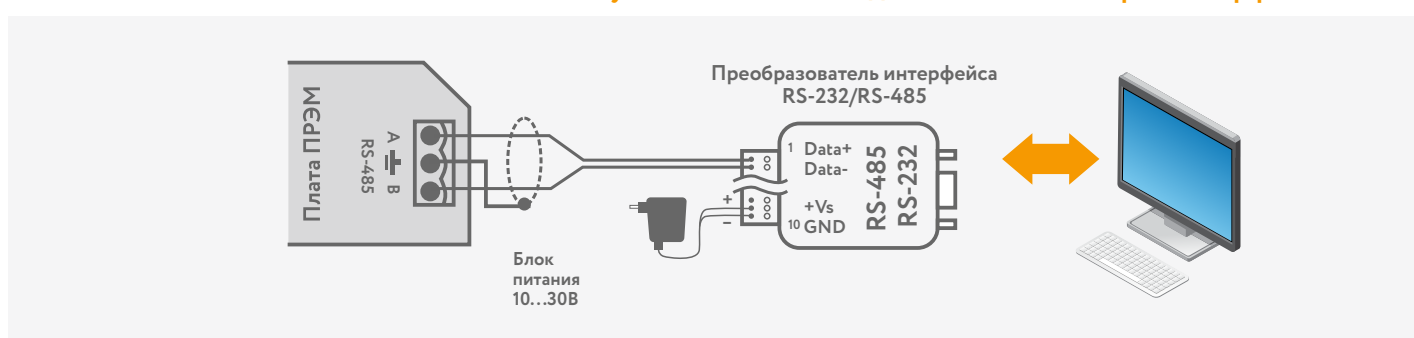 Преобразователь интерфейса
RS-232/RS-485
Плата ПРЭМ
RS-485
A
B
1 Data+
Data-
+Vs
10 GND
RS-485
RS-232
+
–
Блок
питания
10...30В